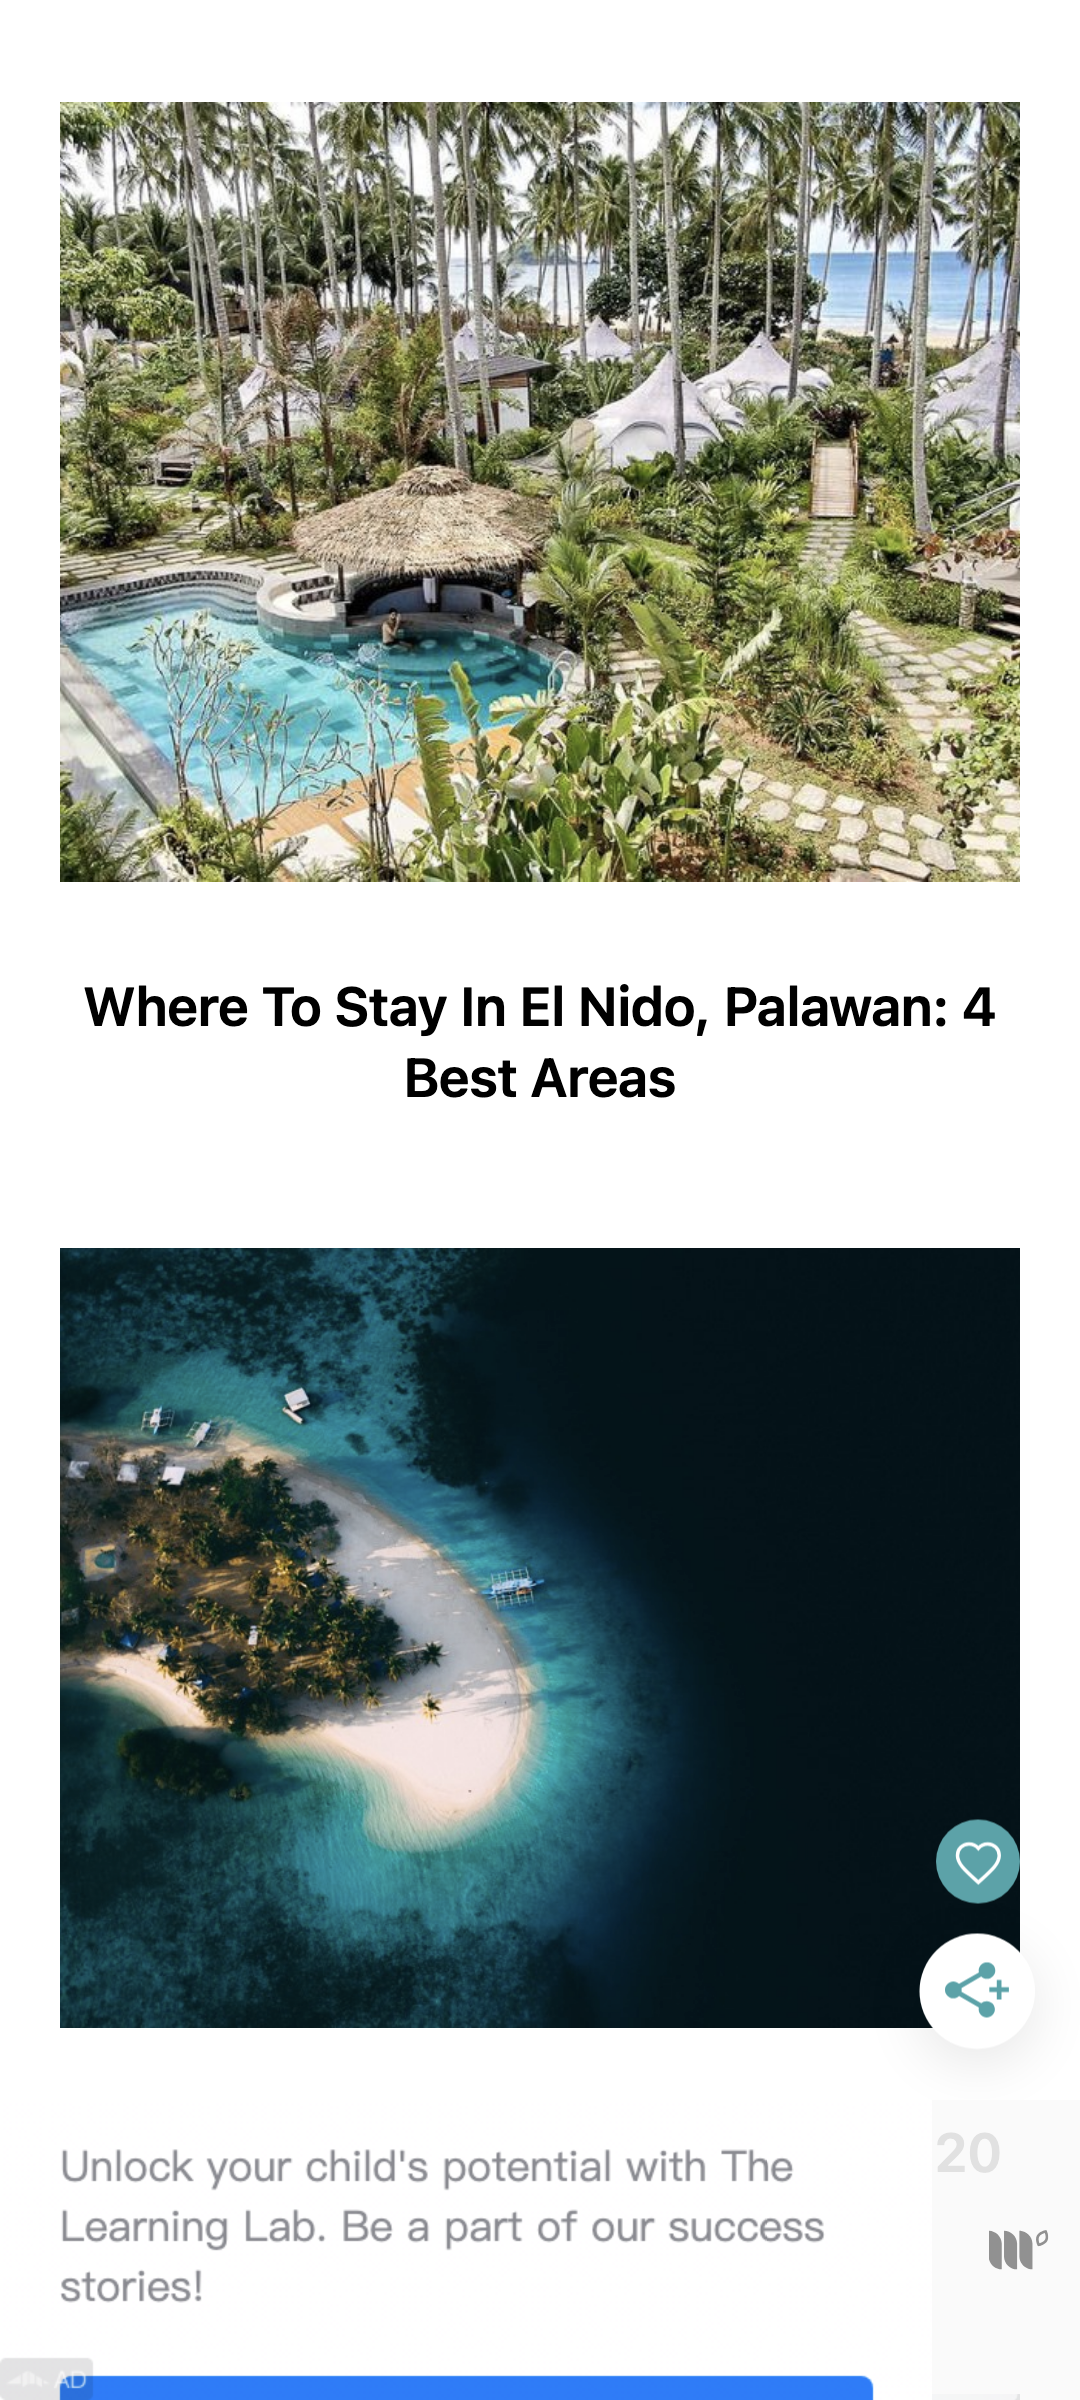 Where To Stay In El Nido, Palawan: 4
Best Areas
20
Unlock your child's potential with The
Learning Lab. Be a part of our success
stories!
AD